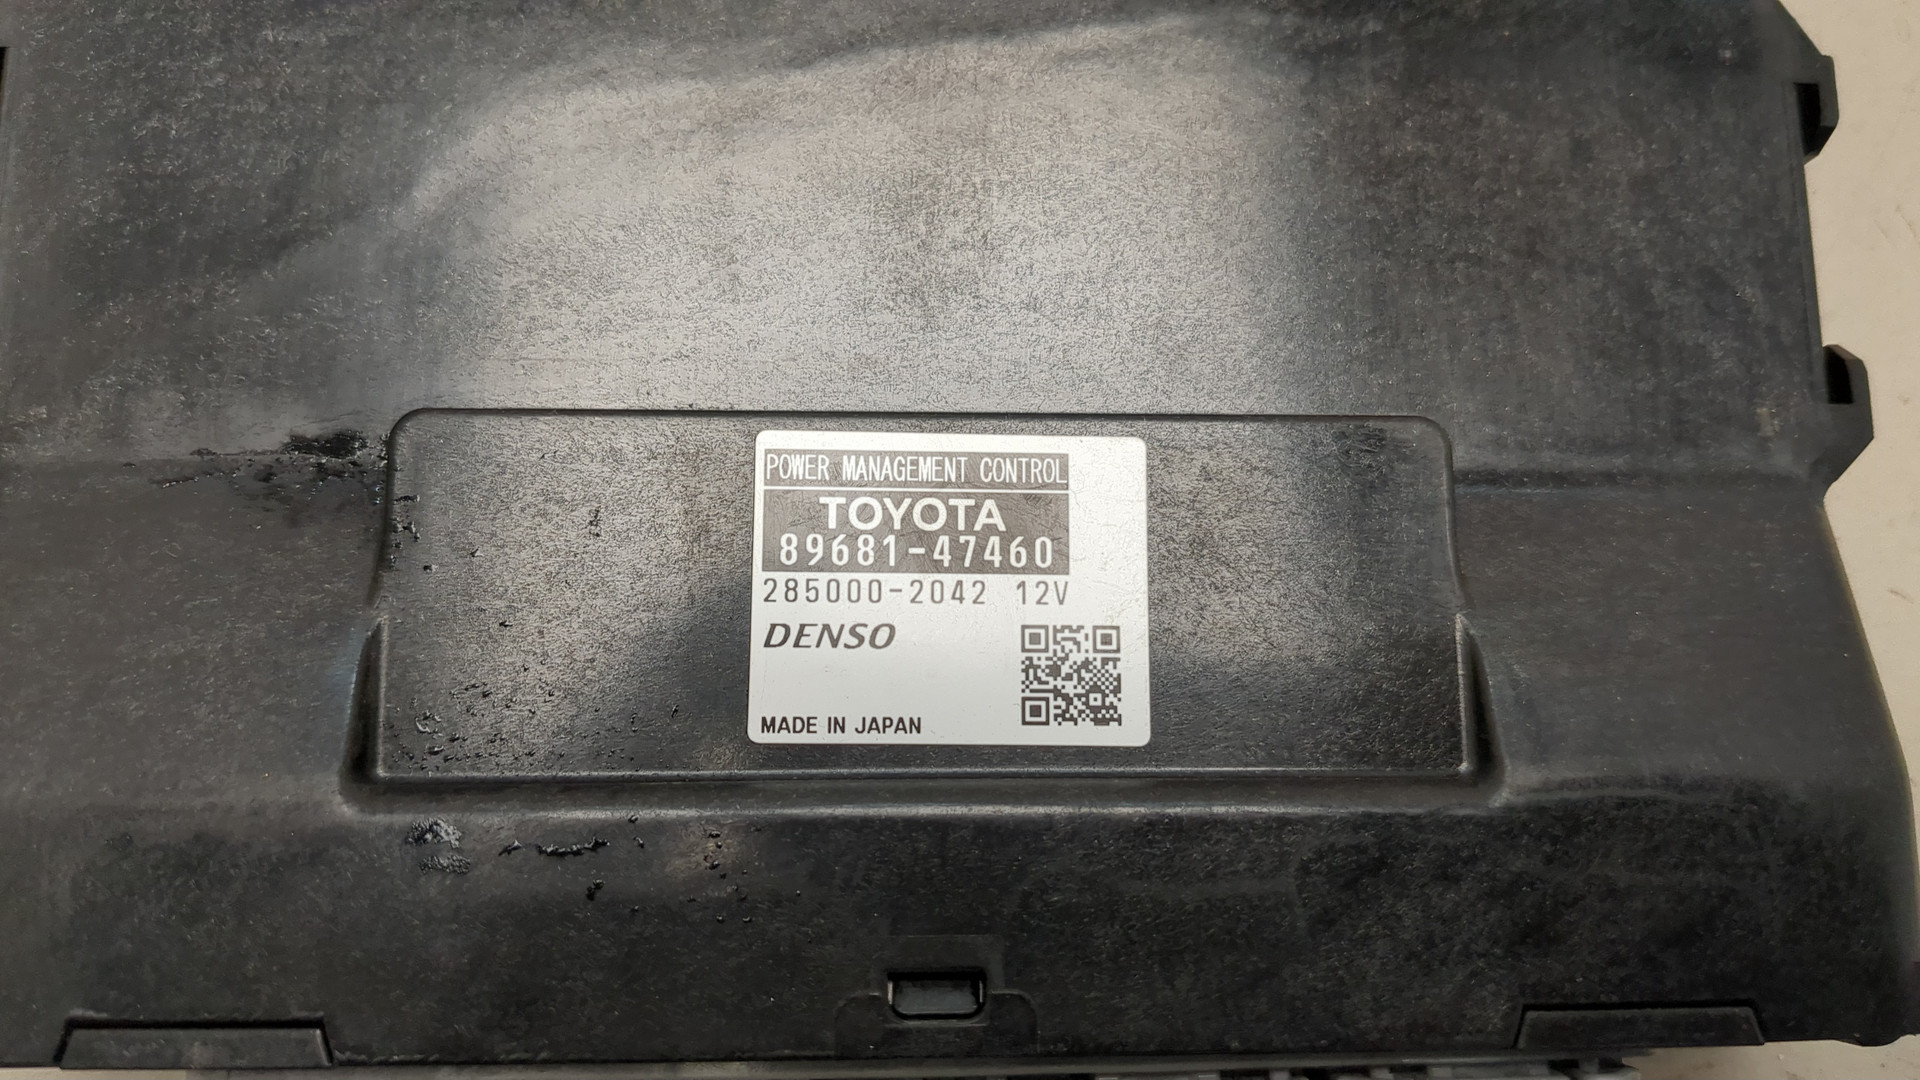 POWER MANAGEMENT CONTROL
TOYOTA
89681-47460
285000-2042 12V
DENSO
MADE IN JAPAN